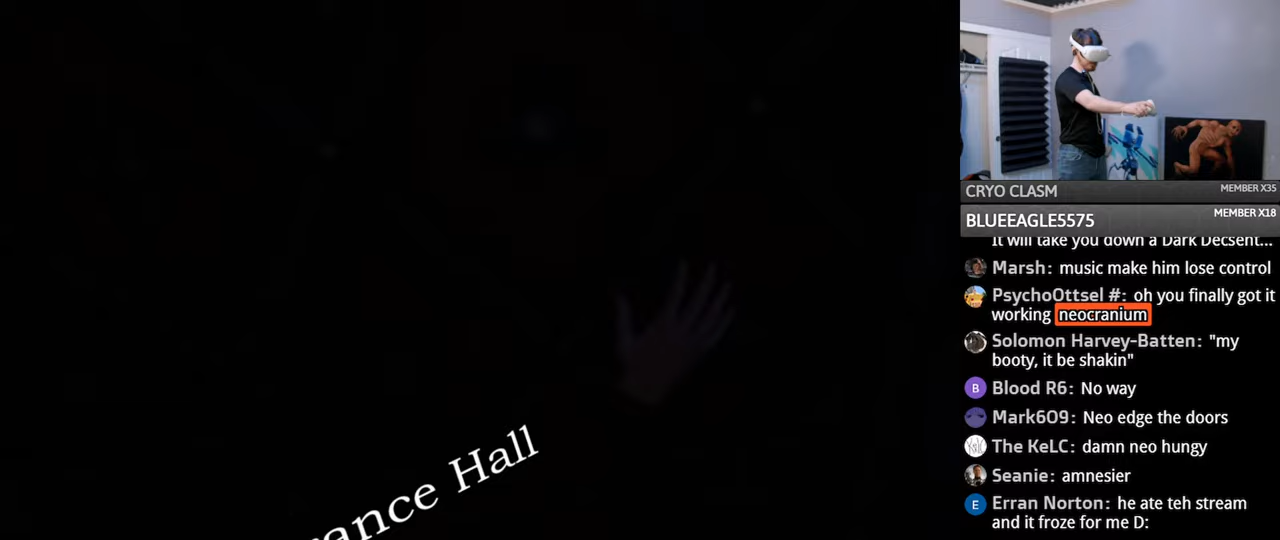 rance Hall
CRYO CLASM
MEMBER X35
BLUEEAGLE5575
MEMBER X18
It will take you down a Dark Decsent...
Marsh: music make him lose control
PsychoOttsel #: oh you finally got it
working neocranium
Solomon Harvey-Batten: "my
booty, it be shakin"
B
Blood R6: No way
Mark609: Neo edge the doors
The KeLC: damn neo hungy
Seanie: amnesier
E
Erran Norton: he ate teh stream
and it froze for me D: